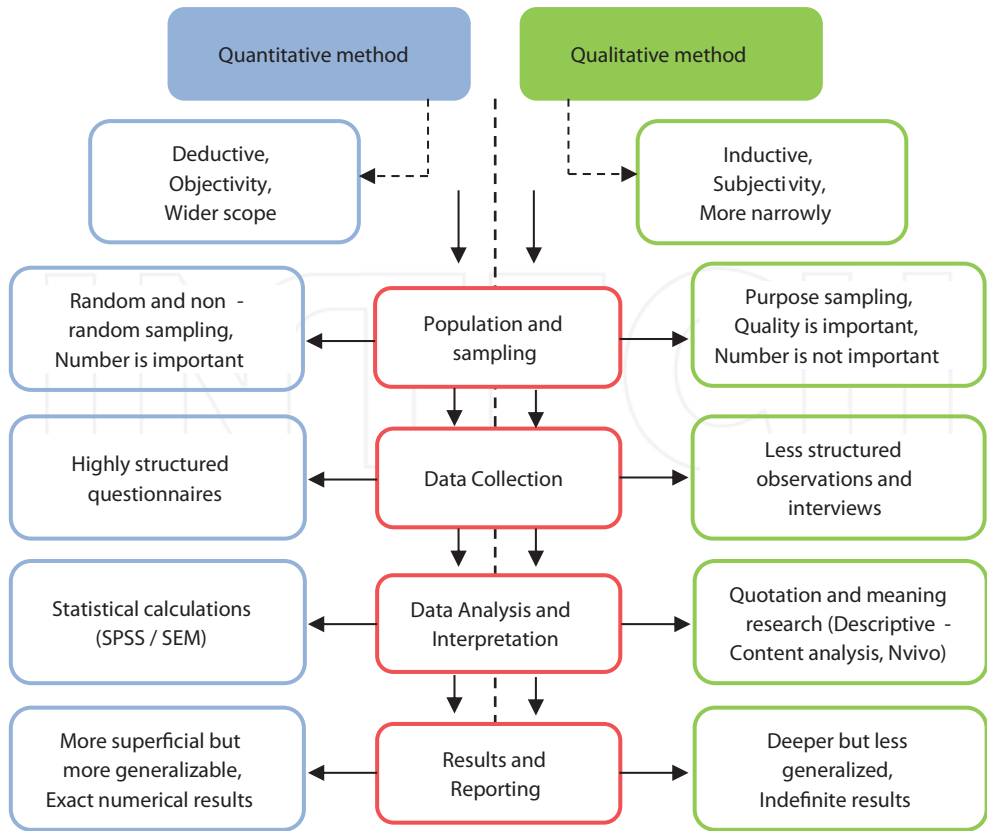 Quantitative method
Qualitative method
Deductive,
Objectivity,
Wider scope
Inductive,
Subjectivity,
More narrowly
Random and non -
random sampling,
Number is important
Population and
sampling
Purpose sampling,
Quality is important,
Number is not important
Highly structured
questionnaires
Data Collection
Less structured
observations and
interviews
Statistical calculations
(SPSS / SEM)
Data Analysis and
Interpretation
Quotation and meaning
research (Descriptive -
Content analysis, Nvivo)
More superficial but
more generalizable,
Exact numerical results
Results and
Reporting
Deeper but less
generalized,
Indefinite results
INTECH